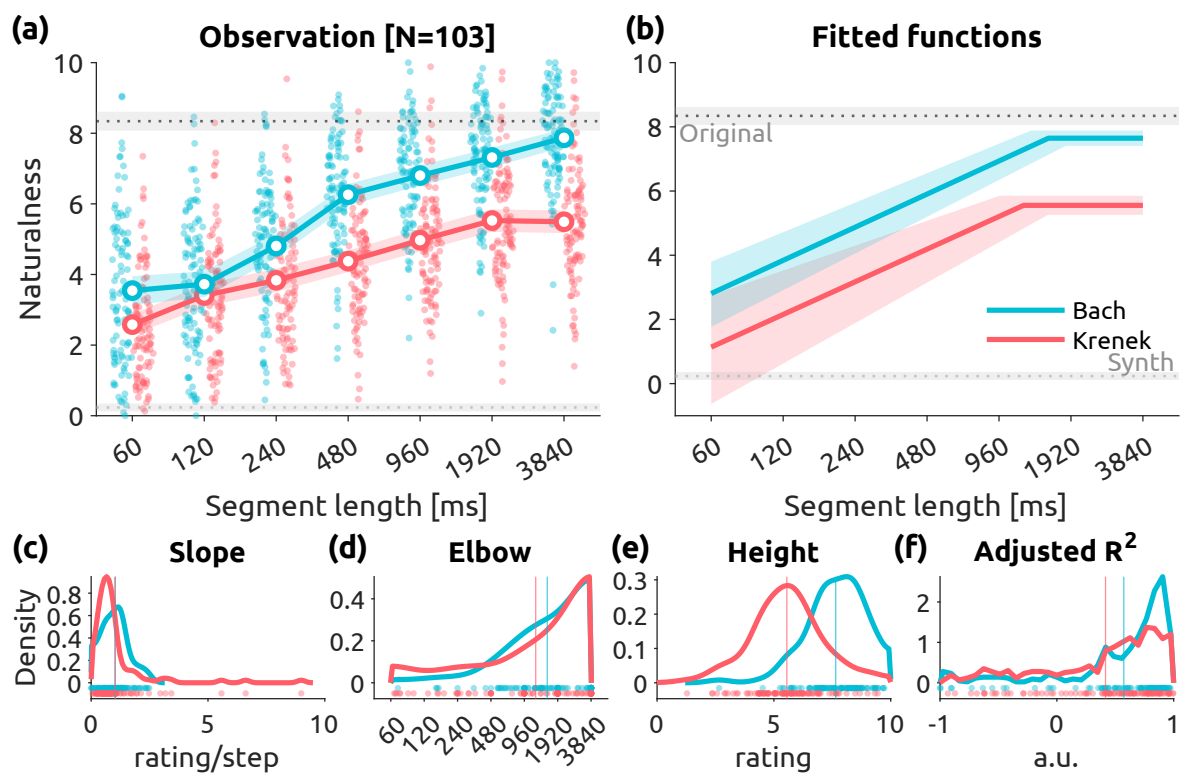 (a) Observation [N=103]
10
8
6
4
2
0
Naturalness
60 120 240 480 960 1920 3840
Segment length [ms]
(b) Fitted functions
10
8
6
4
2
0
Original
Bach
Krenek
Synth
60 120 240 480 960 1920 3840
Segment length [ms]
(c) Slope
Density
0.8
0.6
0.4
0.2
0
0 5 10
rating/step
(d) Elbow
0.4
0.2
0
60 120 240 480 960 1920 3840
(e) Height
0.3
0.2
0.1
0
0 5 10
rating
(f) Adjusted R²
2
1
0
-1 0 1
a.u.